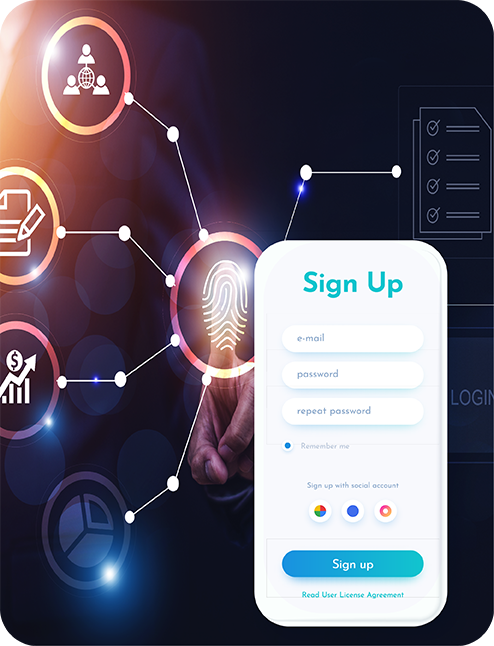 Sign Up
e-mail
password
repeat password
Remember me
Sign up with social account
Sign up
Read User License Agreement
LOGIN
$